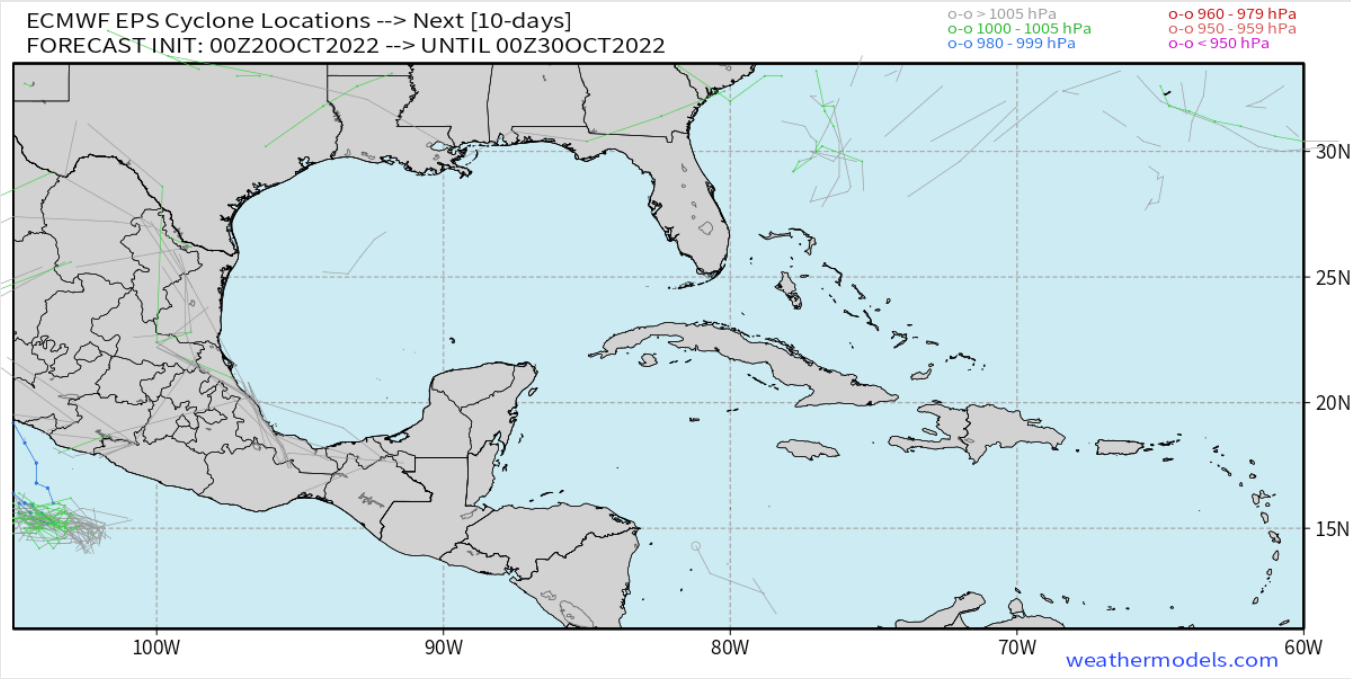 ECMWF EPS Cyclone Locations --> Next [10-days]
FORECAST INIT: 00Z20OCT2022 --> UNTIL 00Z30OCT2022
o-o > 1005 hPa
o-o 1000 - 1005 hPa
o-o 980 - 999 hPa
o-o 960 - 979 hPa
o-o 950 - 959 hPa
o-o < 950 hPa
30N
25N
20N
15N
100W
90W
80W
70W
60W
weathermodels.com